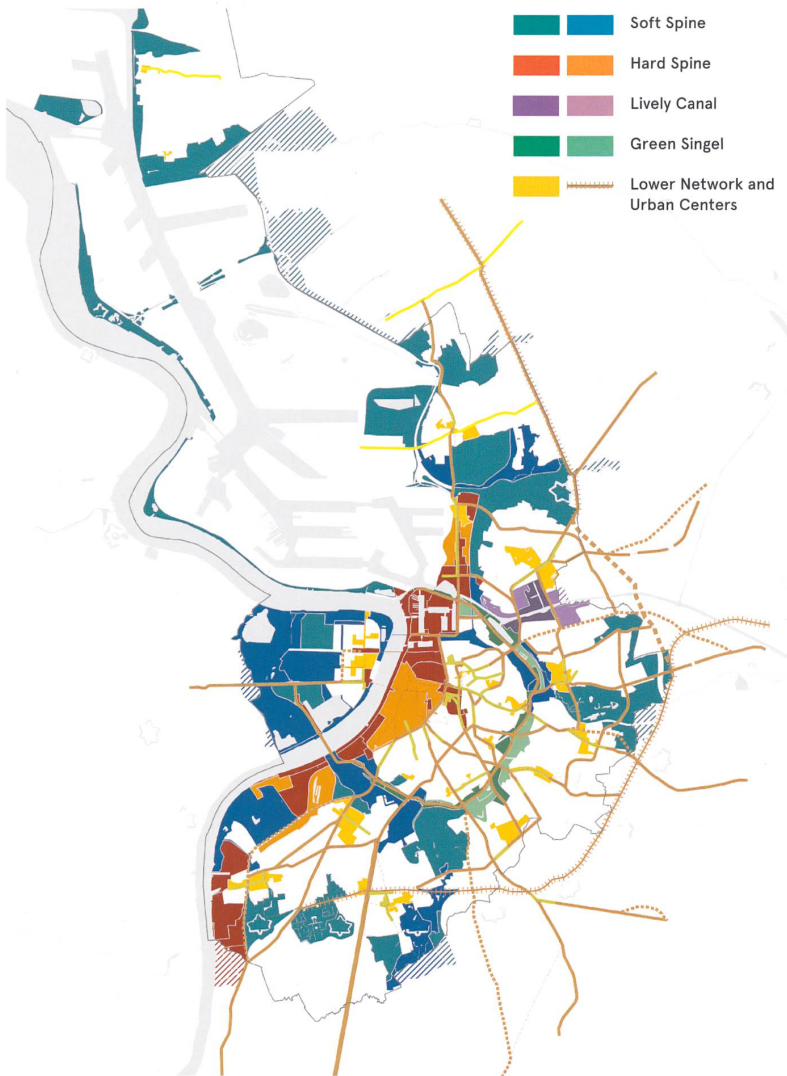 Soft Spine
Hard Spine
Lively Canal
Green Singel
Lower Network and
Urban Centers